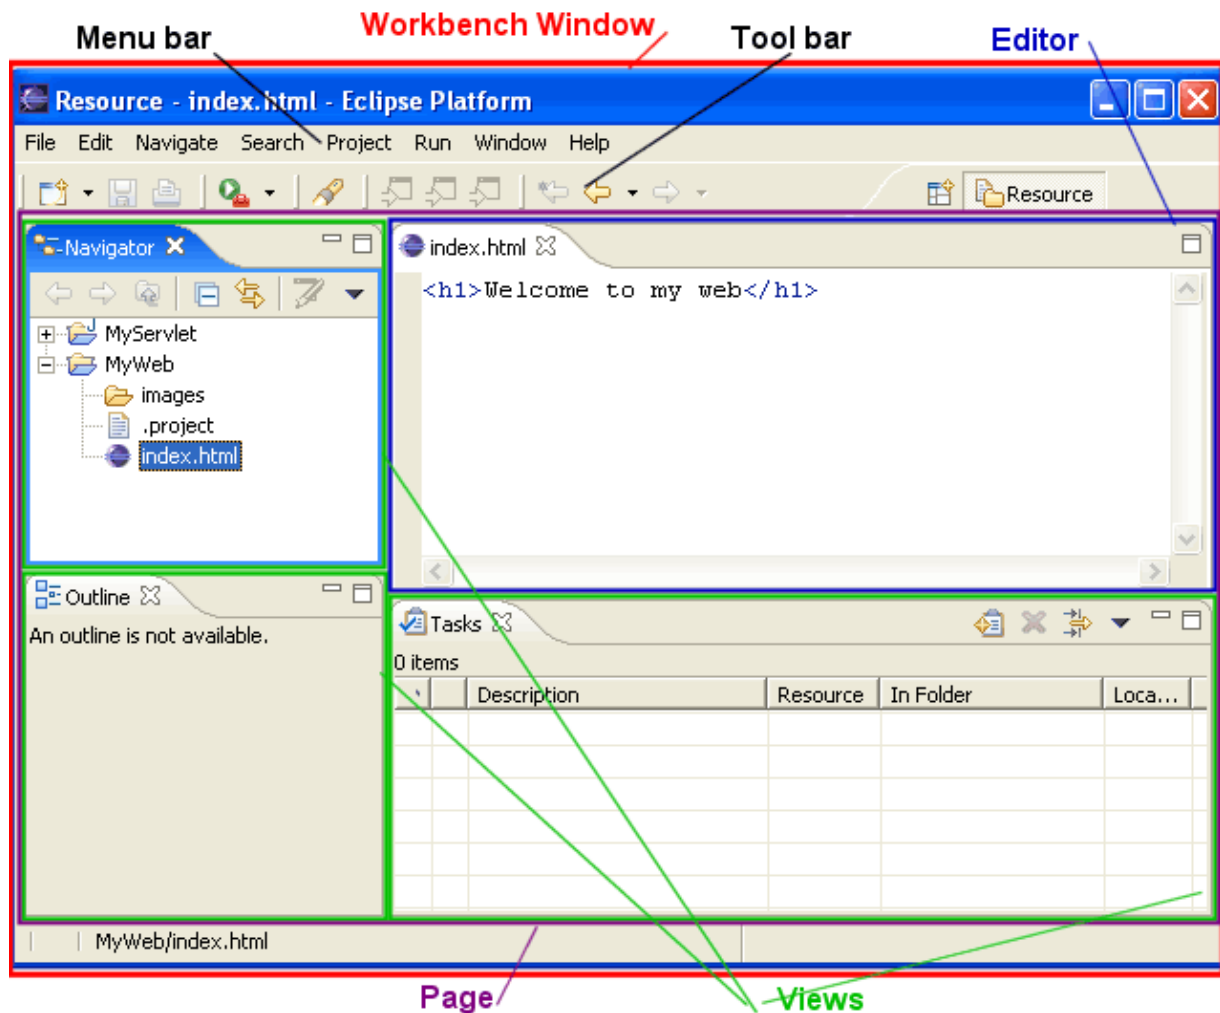 Workbench Window
Menu bar
Tool bar
Editor
Resource - index.html - Eclipse Platform
File Edit Navigate Search Project Run Window Help
Resource
Navigator
index.html
<h1>Welcome to my web</h1>
MyServlet
MyWeb
images
.project
index.html
Outline
An outline is not available.
Tasks
0 items
Description Resource In Folder Loca...
MyWeb/index.html
Page
Views